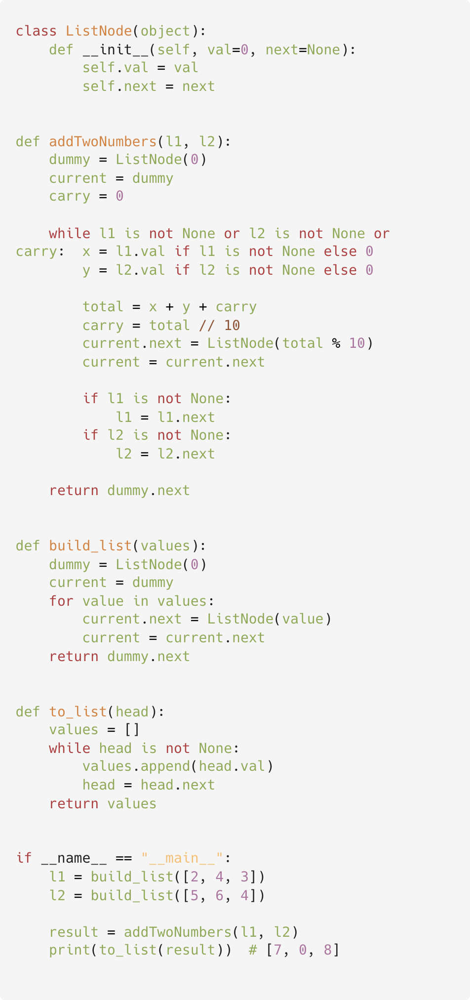 class ListNode(object):
    def __init__(self, val=0, next=None):
        self.val = val
        self.next = next


def addTwoNumbers(l1, l2):
    dummy = ListNode(0)
    current = dummy
    carry = 0

    while l1 is not None or l2 is not None or
carry:  x = l1.val if l1 is not None else 0
        y = l2.val if l2 is not None else 0

        total = x + y + carry
        carry = total // 10
        current.next = ListNode(total % 10)
        current = current.next

        if l1 is not None:
            l1 = l1.next
        if l2 is not None:
            l2 = l2.next

    return dummy.next


def build_list(values):
    dummy = ListNode(0)
    current = dummy
    for value in values:
        current.next = ListNode(value)
        current = current.next
    return dummy.next


def to_list(head):
    values = []
    while head is not None:
        values.append(head.val)
        head = head.next
    return values


if __name__ == "__main__":
    l1 = build_list([2, 4, 3])
    l2 = build_list([5, 6, 4])

    result = addTwoNumbers(l1, l2)
    print(to_list(result))  # [7, 0, 8]